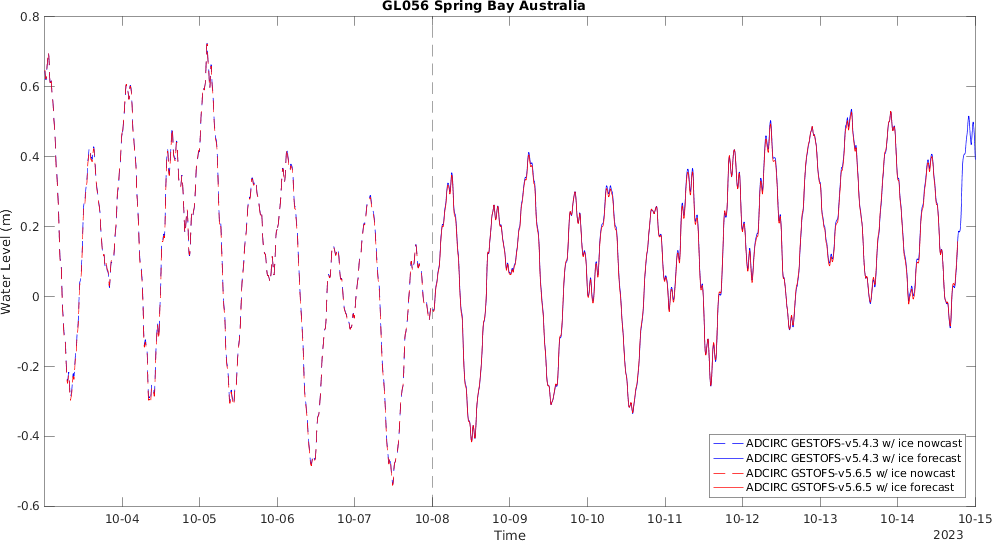 GL056 Spring Bay Australia
0.8
0.6
0.4
0.2
0
-0.2
-0.4
-0.6
Water Level (m)
ADCIRC GESTOFS-v5.4.3 w/ ice nowcast
ADCIRC GESTOFS-v5.4.3 w/ ice forecast
ADCIRC GSTOFS-v5.6.5 w/ ice nowcast
ADCIRC GSTOFS-v5.6.5 w/ ice forecast
10-04 10-05 10-06 10-07 10-08 10-09 10-10 10-11 10-12 10-13 10-14 10-15
Time
2023